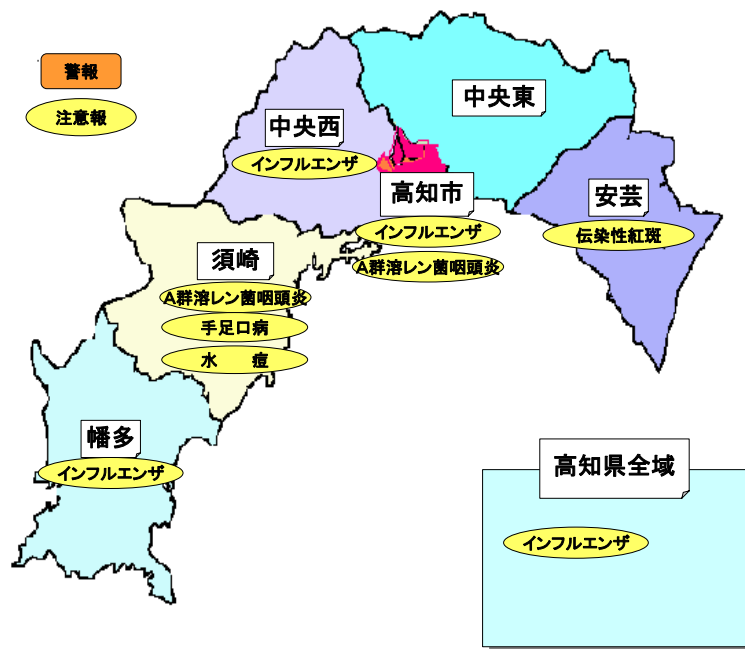 警報
注意報
中央東
中央西
インフルエンザ
高知市
インフルエンザ
A群溶レン菌咽頭炎
安芸
伝染性紅斑
須崎
A群溶レン菌咽頭炎
手足口病
水　痘
幡多
インフルエンザ
高知県全域
インフルエンザ